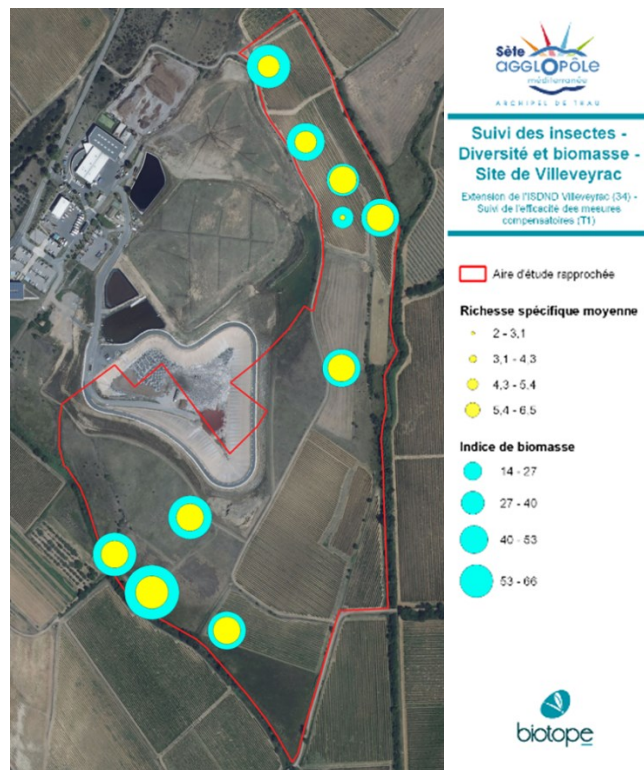 Sète
AGGLOPÔLE
méditerranée
ARCHIPEL DE THAU
Suivi des insectes -
Diversité et biomasse -
Site de Villeveyrac
Extension de l'ISDND Villeveyrac (34) -
Suivi de l'efficacité des mesures
compensatoires (T1)
Aire d'étude rapprochée
Richesse spécifique moyenne
2 - 3,1
3,1 - 4,3
4,3 - 5,4
5,4 - 6,5
Indice de biomasse
14 - 27
27 - 40
40 - 53
53 - 66
biotope